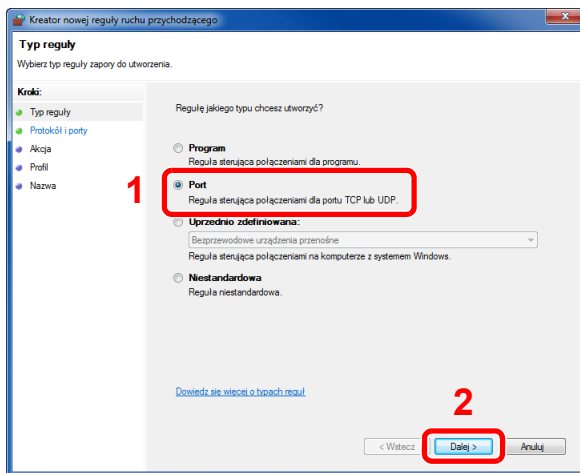 Kreator nowej reguły ruchu przychodzącego
Typ reguły
Wybierz typ reguły zapory do utworzenia.
Kroki:
Typ reguły
Protokół i porty
Akcja
Profil
Nazwa
Regułę jakiego typu chcesz utworzyć?
Program
Reguła sterująca połączeniami dla programu.
1
Port
Reguła sterująca połączeniami dla portu TCP lub UDP.
Uprzednio zdefiniowana:
Bezprzewodowe urządzenia przenośne
Reguła sterująca połączeniami na komputerze z systemem Windows.
Niestandardowa
Reguła niestandardowa.
Dowiedz się więcej o typach reguł
2
< Wstecz
Dalej >
Anuluj